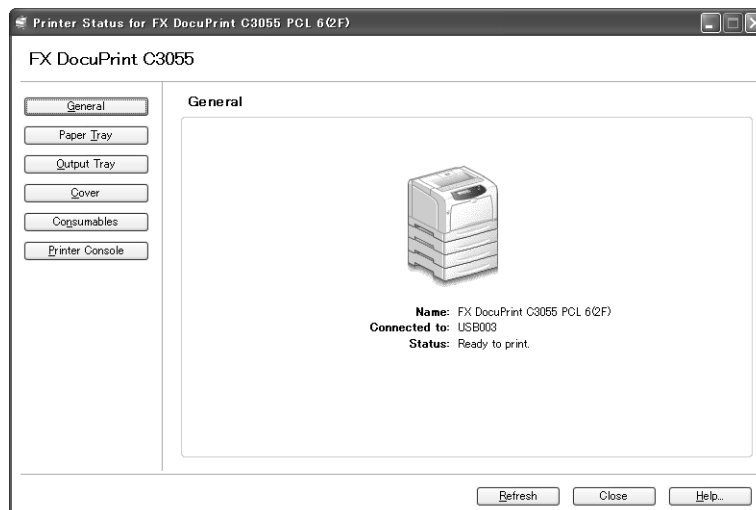 Printer Status for FX DocuPrint C3055 PCL 6(2F)
FX DocuPrint C3055
General
Paper Tray
Output Tray
Cover
Consumables
Printer Console
General
Name: FX DocuPrint C3055 PCL 6(2F)
Connected to: USB003
Status: Ready to print.
Refresh Close Help...